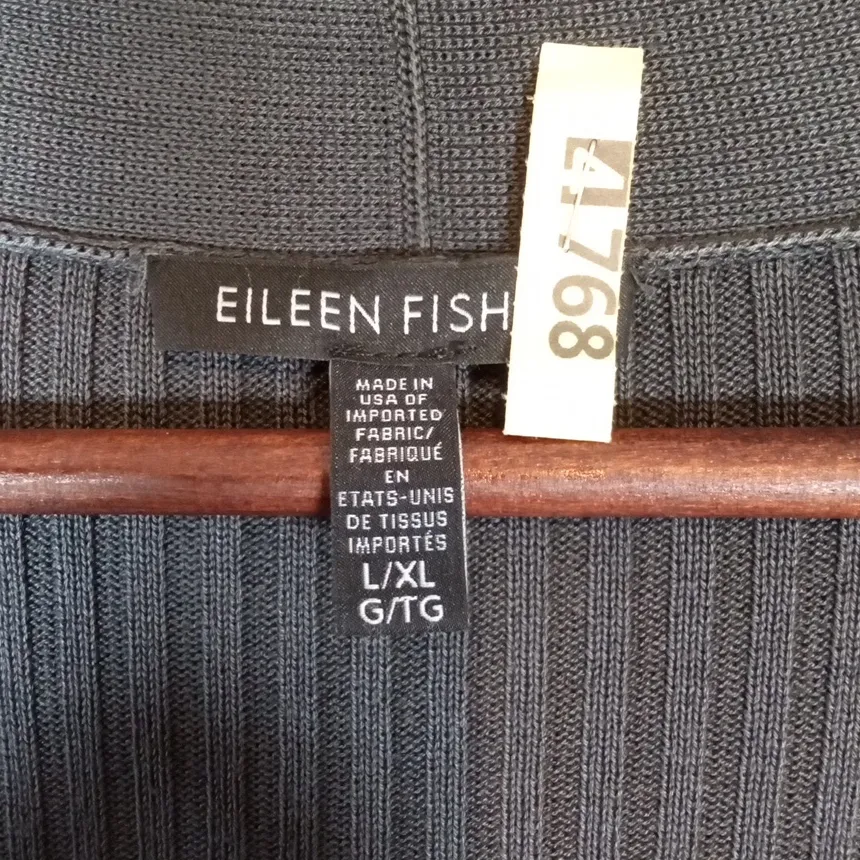 EILEEN FISH
MADE IN
USA OF
IMPORTED
FABRIC/
FABRIQUÉ
EN
ETATS-UNIS
DE TISSUS
IMPORTÉS
L/XL
G/TG
4768